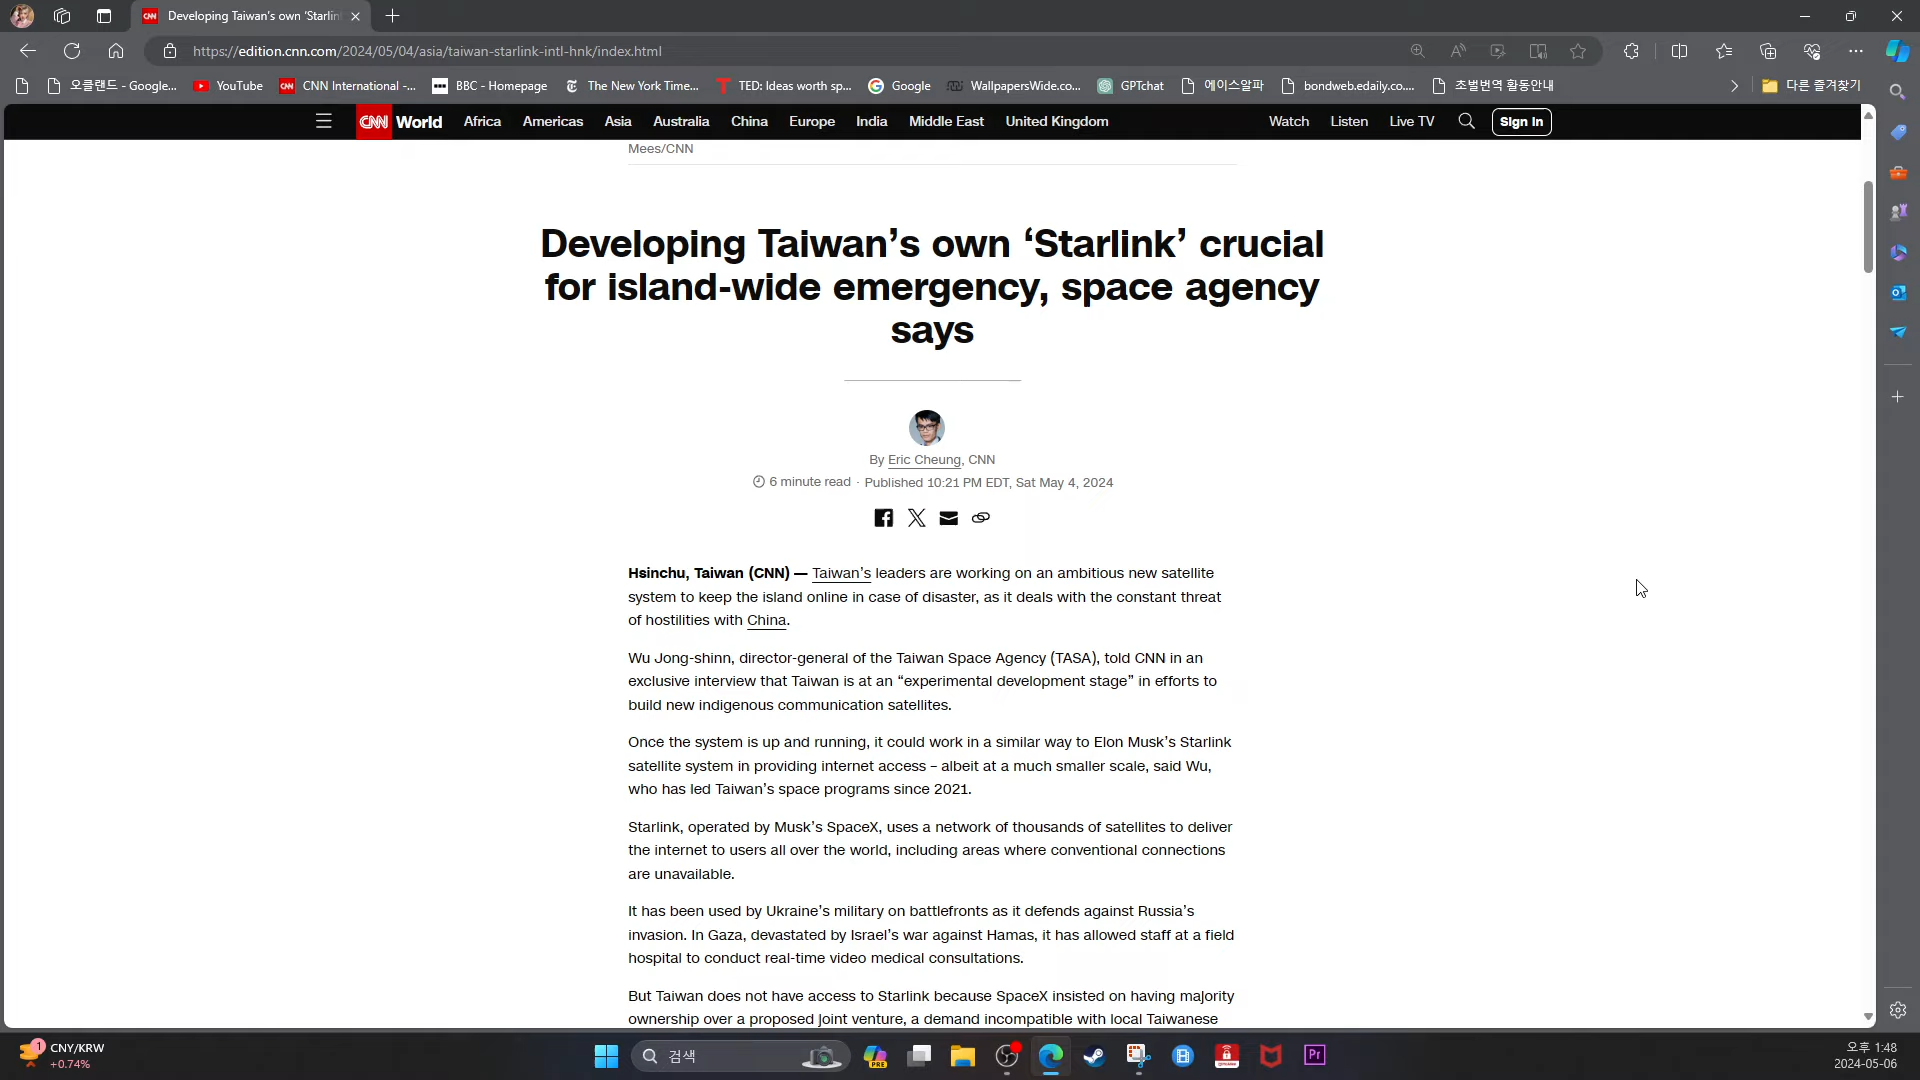 Developing Taiwan's own 'Starlin
https://edition.cnn.com/2024/05/04/asia/taiwan-starlink-intl-hnk/index.html
오클랜드 - Google...
YouTube
CNN International -...
BBC - Homepage
The New York Time...
TED: Ideas worth sp...
Google
WallpapersWide.co...
GPTchat
에이스알파
bondweb.edaily.co....
초벌번역 활동안내
다른 즐겨찾기
CNN World
Africa
Americas
Asia
Australia
China
Europe
India
Middle East
United Kingdom
Watch
Listen
Live TV
Sign in
Mees/CNN
Developing Taiwan's own 'Starlink' crucial
for island-wide emergency, space agency
says
By Eric Cheung, CNN
6 minute read · Published 10:21 PM EDT, Sat May 4, 2024
Hsinchu, Taiwan (CNN) — Taiwan's leaders are working on an ambitious new satellite
system to keep the island online in case of disaster, as it deals with the constant threat
of hostilities with China.
Wu Jong-shinn, director-general of the Taiwan Space Agency (TASA), told CNN in an
exclusive interview that Taiwan is at an “experimental development stage” in efforts to
build new indigenous communication satellites.
Once the system is up and running, it could work in a similar way to Elon Musk's Starlink
satellite system in providing internet access – albeit at a much smaller scale, said Wu,
who has led Taiwan's space programs since 2021.
Starlink, operated by Musk's SpaceX, uses a network of thousands of satellites to deliver
the internet to users all over the world, including areas where conventional connections
are unavailable.
It has been used by Ukraine's military on battlefronts as it defends against Russia's
invasion. In Gaza, devastated by Israel's war against Hamas, it has allowed staff at a field
hospital to conduct real-time video medical consultations.
But Taiwan does not have access to Starlink because SpaceX insisted on having majority
ownership over a proposed joint venture, a demand incompatible with local Taiwanese
1
CNY/KRW
+0.74%
검색
PRE
Pr
오후 1:48
2024-05-06